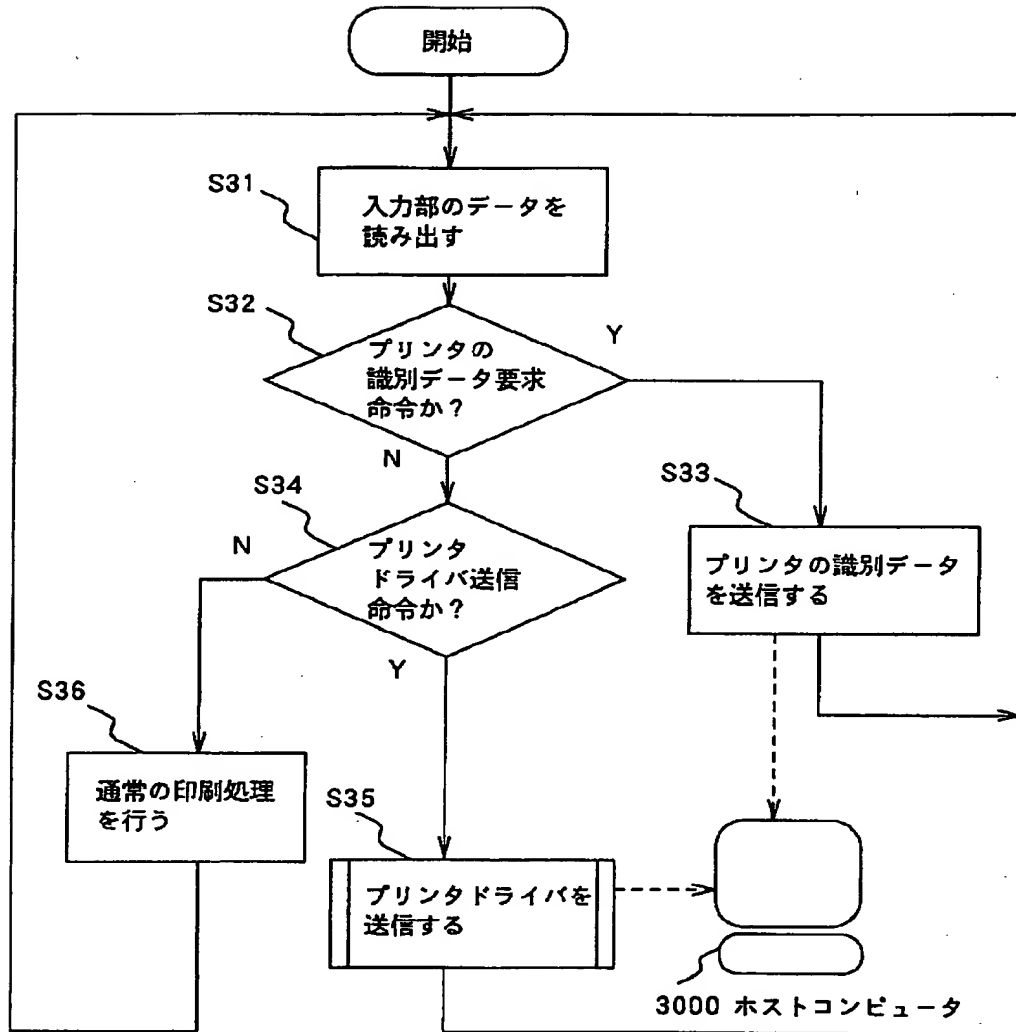 開始
S31
入力部のデータを
読み出す
S32
プリンタの
識別データ要求
命令か？
Y
N
S33
プリンタの識別データ
を送信する
S34
プリンタ
ドライバ送信
命令か？
N
Y
S36
通常の印刷処理
を行う
S35
プリンタドライバを
送信する
3000 ホストコンピュータ